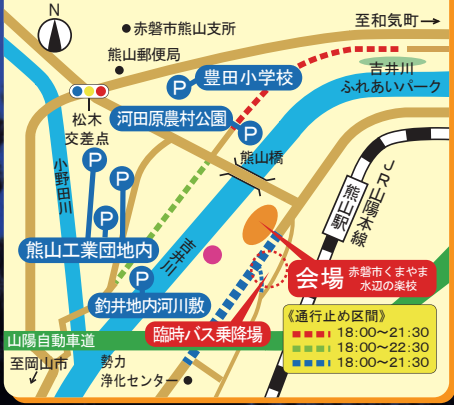 N
至和気町
赤磐市熊山支所
熊山郵便局
豊田小学校
吉井川
ふれあいパーク
河田原農村公園
松木
交差点
熊山橋
小野田川
JR山陽本線
熊山駅
熊山工業団地内
吉井川
会場 赤磐市くまやま
水辺の楽校
釣井地内河川敷
臨時バス乗降場
《通行止め区間》
18:00〜21:30
18:00〜22:30
18:00〜21:30
山陽自動車道
至岡山市
勢力
浄化センター
P
P
P
P
P
P